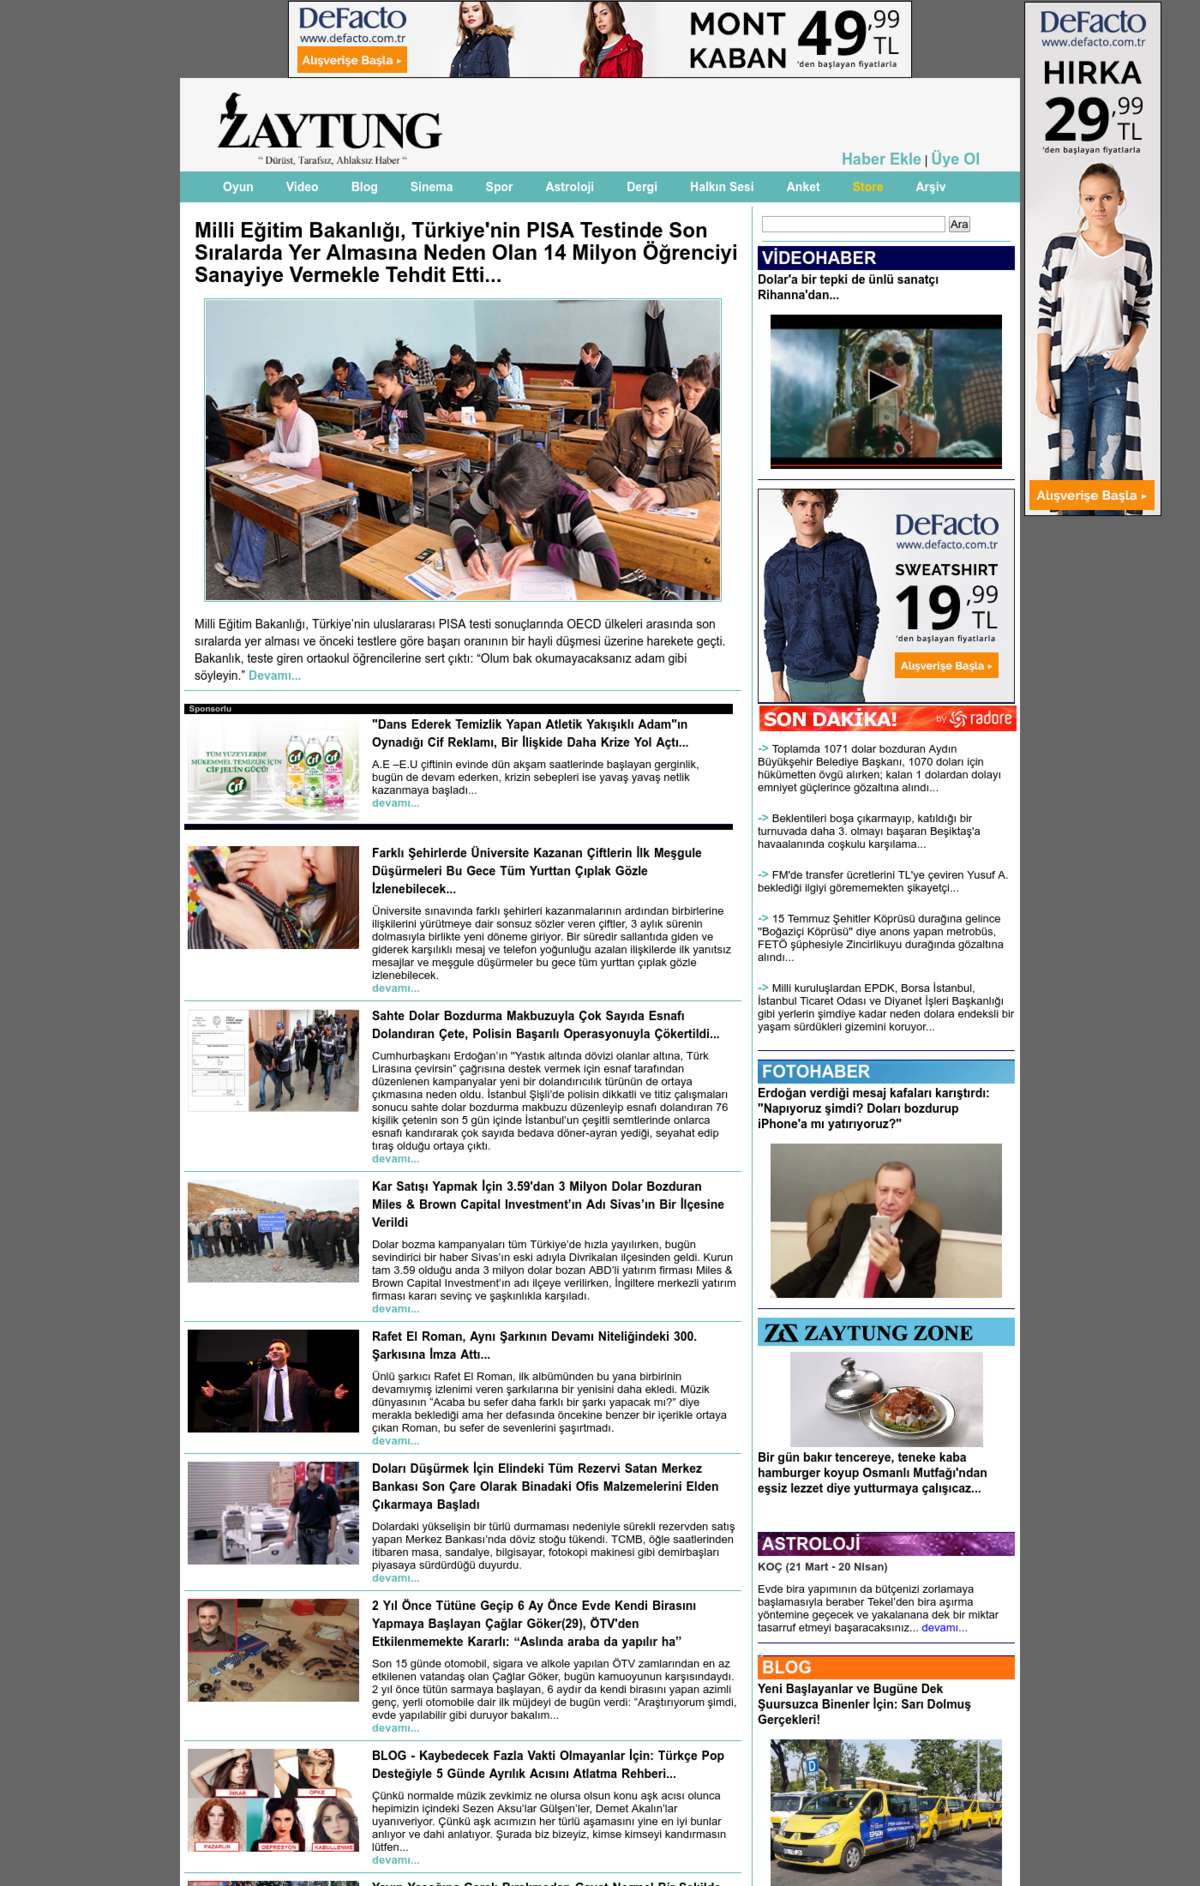 DeFacto
www.defacto.com.tr
Alışverişe Başla ▸
MONT
KABAN
49,99
TL
'den başlayan fiyatlarla
DeFacto
www.defacto.com.tr
HIRKA
29,99
TL
'den başlayan fiyatlarla
Alışverişe Başla ▸
ZAYTUNG
“ Dürüst, Tarafsız, Ahlaksız Haber “
Haber Ekle | Üye Ol
Oyun Video Blog Sinema Spor Astroloji Dergi Halkın Sesi Anket Store Arşiv
Milli Eğitim Bakanlığı, Türkiye'nin PISA Testinde Son
Sıralarda Yer Almasına Neden Olan 14 Milyon Öğrenciyi
Sanayiye Vermekle Tehdit Etti...
Milli Eğitim Bakanlığı, Türkiye’nin uluslararası PISA testi sonuçlarında OECD ülkeleri arasında son
sıralarda yer alması ve önceki testlere göre başarı oranının bir hayli düşmesi üzerine harekete geçti.
Bakanlık, teste giren ortaokul öğrencilerine sert çıktı: “Olum bak okumayacaksanız adam gibi
söyleyin.” Devamı...
Sponsorlu
TÜM YÜZEYLERDE
MÜKEMMEL TEMİZLİK İÇİN
CİF JEL'İN GÜCÜ!
Cif
Cif
Cif
Cif
"Dans Ederek Temizlik Yapan Atletik Yakışıklı Adam"ın
Oynadığı Cif Reklamı, Bir İlişkide Daha Krize Yol Açtı...
A.E –E.U çiftinin evinde dün akşam saatlerinde başlayan gerginlik,
bugün de devam ederken, krizin sebepleri ise yavaş yavaş netlik
kazanmaya başladı...
devamı...
Farklı Şehirlerde Üniversite Kazanan Çiftlerin İlk Meşgule
Düşürmeleri Bu Gece Tüm Yurttan Çıplak Gözle
İzlenebilecek...
Üniversite sınavında farklı şehirleri kazanmalarının ardından birbirlerine
ilişkilerini yürütmeye dair sonsuz sözler veren çiftler, 3 aylık sürenin
dolmasıyla birlikte yeni döneme giriyor. Bir süredir sallantıda giden ve
giderek karşılıklı mesaj ve telefon yoğunluğu azalan ilişkilerde ilk yanıtsız
mesajlar ve meşgule düşürmeler bu gece tüm yurttan çıplak gözle
izlenebilecek.
devamı...
Sahte Dolar Bozdurma Makbuzuyla Çok Sayıda Esnafı
Dolandıran Çete, Polisin Başarılı Operasyonuyla Çökertildi...
Cumhurbaşkanı Erdoğan’ın "Yastık altında dövizi olanlar altına, Türk
Lirasına çevirsin” çağrısına destek vermek için esnaf tarafından
düzenlenen kampanyalar yeni bir dolandırıcılık türünün de ortaya
çıkmasına neden oldu. İstanbul Şişli’de polisin dikkatli ve titiz çalışmaları
sonucu sahte dolar bozdurma makbuzu düzenleyip esnafı dolandıran 76
kişilik çetenin son 5 gün içinde İstanbul’un çeşitli semtlerinde onlarca
esnafı kandırarak çok sayıda bedava döner-ayran yediği, seyahat edip
tıraş olduğu ortaya çıktı.
devamı...
Kar Satışı Yapmak İçin 3.59'dan 3 Milyon Dolar Bozduran
Miles & Brown Capital Investment’ın Adı Sivas’ın Bir İlçesine
Verildi
Dolar bozma kampanyaları tüm Türkiye’de hızla yayılırken, bugün
sevindirici bir haber Sivas’ın eski adıyla Divrikalan ilçesinden geldi. Kurun
tam 3.59 olduğu anda 3 milyon dolar bozan ABD'li yatırım firması Miles &
Brown Capital Investment’ın adı ilçeye verilirken, İngiltere merkezli yatırım
firması kararı sevinç ve şaşkınlıkla karşıladı.
devamı...
Rafet El Roman, Aynı Şarkının Devamı Niteliğindeki 300.
Şarkısına İmza Attı...
Ünlü şarkıcı Rafet El Roman, ilk albümünden bu yana birbirinin
devamıymış izlenimi veren şarkılarına bir yenisini daha ekledi. Müzik
dünyasının “Acaba bu sefer daha farklı bir şarkı yapacak mı?” diye
merakla beklediği ama her defasında öncekine benzer bir içerikle ortaya
çıkan Roman, bu sefer de sevenlerini şaşırtmadı.
devamı...
Doları Düşürmek İçin Elindeki Tüm Rezervi Satan Merkez
Bankası Son Çare Olarak Binadaki Ofis Malzemelerini Elden
Çıkarmaya Başladı
Dolardaki yükselişin bir türlü durmaması nedeniyle sürekli rezervden satış
yapan Merkez Bankası’nda döviz stoğu tükendi. TCMB, öğle saatlerinden
itibaren masa, sandalye, bilgisayar, fotokopi makinesi gibi demirbaşları
piyasaya sürdürdüğü duyurdu.
devamı...
2 Yıl Önce Tütüne Geçip 6 Ay Önce Evde Kendi Birasını
Yapmaya Başlayan Çağlar Göker(29), ÖTV'den
Etkilenmemekte Kararlı: “Aslında araba da yapılır ha”
Son 15 günde otomobil, sigara ve alkole yapılan ÖTV zamlarından en az
etkilenen vatandaş olan Çağlar Göker, bugün kamuoyunun karşısındaydı.
2 yıl önce tütün sarmaya başlayan, 6 aydır da kendi birasını yapan azimli
genç, yerli otomobile dair ilk müjdeyi de bugün verdi: “Araştırıyorum şimdi,
evde yapılabilir gibi duruyor bakalım...
devamı...
İNKAR
ÖFKE
PAZARLIK
DEPRESYON
KABULLENME
BLOG - Kaybedecek Fazla Vakti Olmayanlar İçin: Türkçe Pop
Desteğiyle 5 Günde Ayrılık Acısını Atlatma Rehberi...
Çünkü normalde müzik zevkimiz ne olursa olsun konu aşk acısı olunca
hepimizin içindeki Sezen Aksu’lar Gülşen’ler, Demet Akalın’lar
uyanıveriyor. Çünkü aşk acımızın her türlü aşamasını yine en iyi bunlar
anlıyor ve dahi anlatıyor. Şurada biz bizeyiz, kimse kimseyi kandırmasın
lütfen...
devamı...
Ara
VİDEOHABER
Dolar'a bir tepki de ünlü sanatçı
Rihanna'dan...
DeFacto
www.defacto.com.tr
SWEATSHIRT
19,99
TL
'den başlayan fiyatlarla
Alışverişe Başla ▸
SON DAKİKA! by radore
-> Toplamda 1071 dolar bozduran Aydın
Büyükşehir Belediye Başkanı, 1070 doları için
hükümetten övgü alırken; kalan 1 dolardan dolayı
emniyet güçlerince gözaltına alındı...
-> Beklentileri boşa çıkarmayıp, katıldığı bir
turnuvada daha 3. olmayı başaran Beşiktaş'a
havaalanında coşkulu karşılama...
-> FM'de transfer ücretlerini TL'ye çeviren Yusuf A.
beklediği ilgiyi görememekten şikayetçi...
-> 15 Temmuz Şehitler Köprüsü durağına gelince
"Boğaziçi Köprüsü" diye anons yapan metrobüs,
FETÖ şüphesiyle Zincirlikuyu durağında gözaltına
alındı...
-> Milli kuruluşlardan EPDK, Borsa İstanbul,
İstanbul Ticaret Odası ve Diyanet İşleri Başkanlığı
gibi yerlerin şimdiye kadar neden dolara endeksli bir
yaşam sürdükleri gizemini koruyor...
FOTOHABER
Erdoğan verdiği mesaj kafaları karıştırdı:
"Napıyoruz şimdi? Doları bozdurup
iPhone'a mı yatırıyoruz?"
ZZ ZAYTUNG ZONE
Bir gün bakır tencereye, teneke kaba
hamburger koyup Osmanlı Mutfağı'ndan
eşsiz lezzet diye yutturmaya çalışıcaz...
ASTROLOJİ
KOÇ (21 Mart - 20 Nisan)
Evde bira yapımının da bütçenizi zorlamaya
başlamasıyla beraber Tekel’den bira aşırma
yöntemine geçecek ve yakalanana dek bir miktar
tasarruf etmeyi başaracaksınız... devamı...
BLOG
Yeni Başlayanlar ve Bugüne Dek
Şuursuzca Binenler İçin: Sarı Dolmuş
Gerçekleri!
D
EPSON